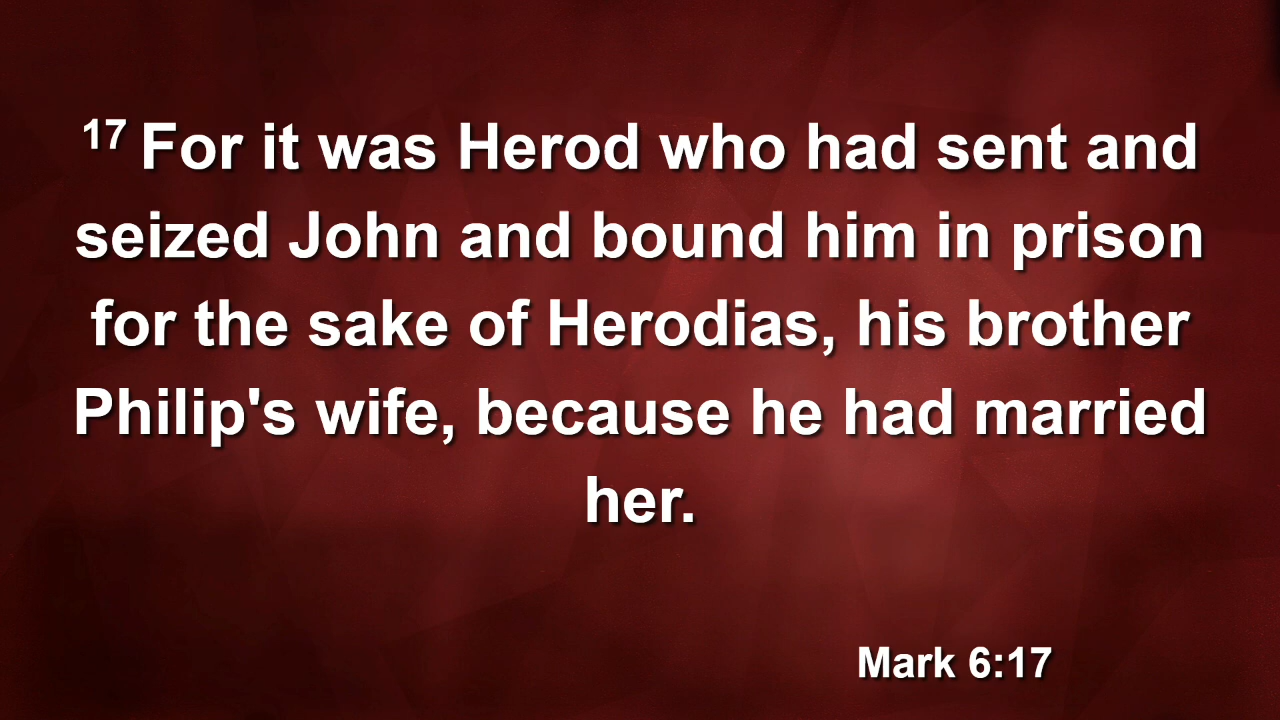 17 For it was Herod who had sent and
seized John and bound him in prison
for the sake of Herodias, his brother
Philip's wife, because he had married
her.
Mark 6:17